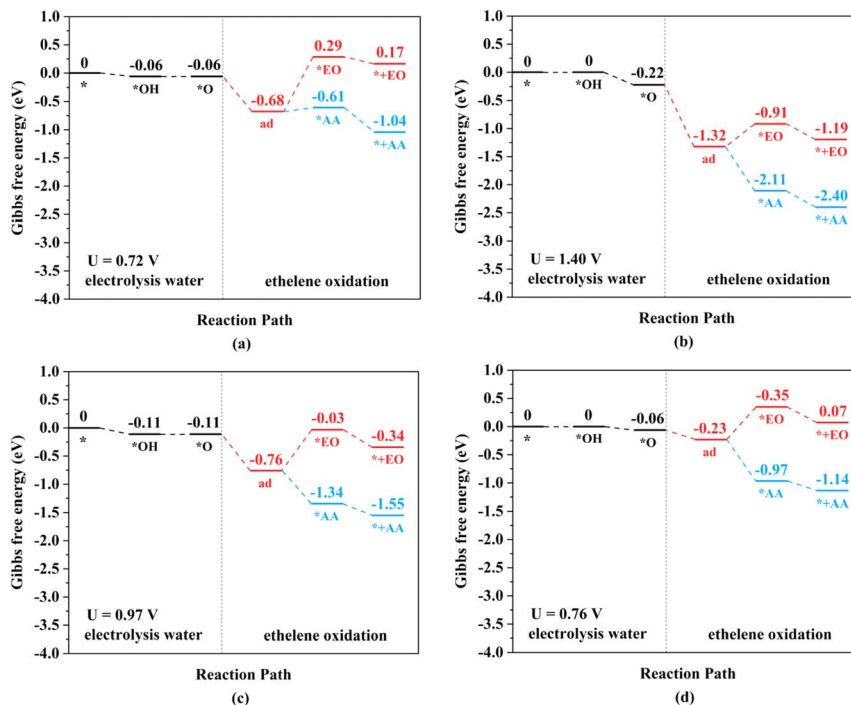 1.0
0.5
0.0
-0.5
-1.0
-1.5
-2.0
-2.5
-3.0
-3.5
-4.0
Gibbs free energy (eV)
0 -0.06 -0.06
* *OH *O
-0.68
ad
0.29
*EO
0.17
*+EO
-0.61
*AA
-1.04
*+AA
U = 0.72 V
electrolysis water
ethelene oxidation
Reaction Path
(a)
1.0
0.5
0.0
-0.5
-1.0
-1.5
-2.0
-2.5
-3.0
-3.5
-4.0
Gibbs free energy (eV)
0 0 -0.22
* *OH *O
-1.32
ad
-0.91
*EO
-1.19
*+EO
-2.11
*AA
-2.40
*+AA
U = 1.40 V
electrolysis water
ethelene oxidation
Reaction Path
(b)
1.0
0.5
0.0
-0.5
-1.0
-1.5
-2.0
-2.5
-3.0
-3.5
-4.0
Gibbs free energy (eV)
0 -0.11 -0.11
* *OH *O
-0.76
ad
-0.03
*EO
-0.34
*+EO
-1.34
*AA
-1.55
*+AA
U = 0.97 V
electrolysis water
ethelene oxidation
Reaction Path
(c)
1.0
0.5
0.0
-0.5
-1.0
-1.5
-2.0
-2.5
-3.0
-3.5
-4.0
Gibbs free energy (eV)
0 0 -0.06
* *OH *O
-0.23
ad
-0.35
*EO
0.07
*+EO
-0.97
*AA
-1.14
*+AA
U = 0.76 V
electrolysis water
ethelene oxidation
Reaction Path
(d)